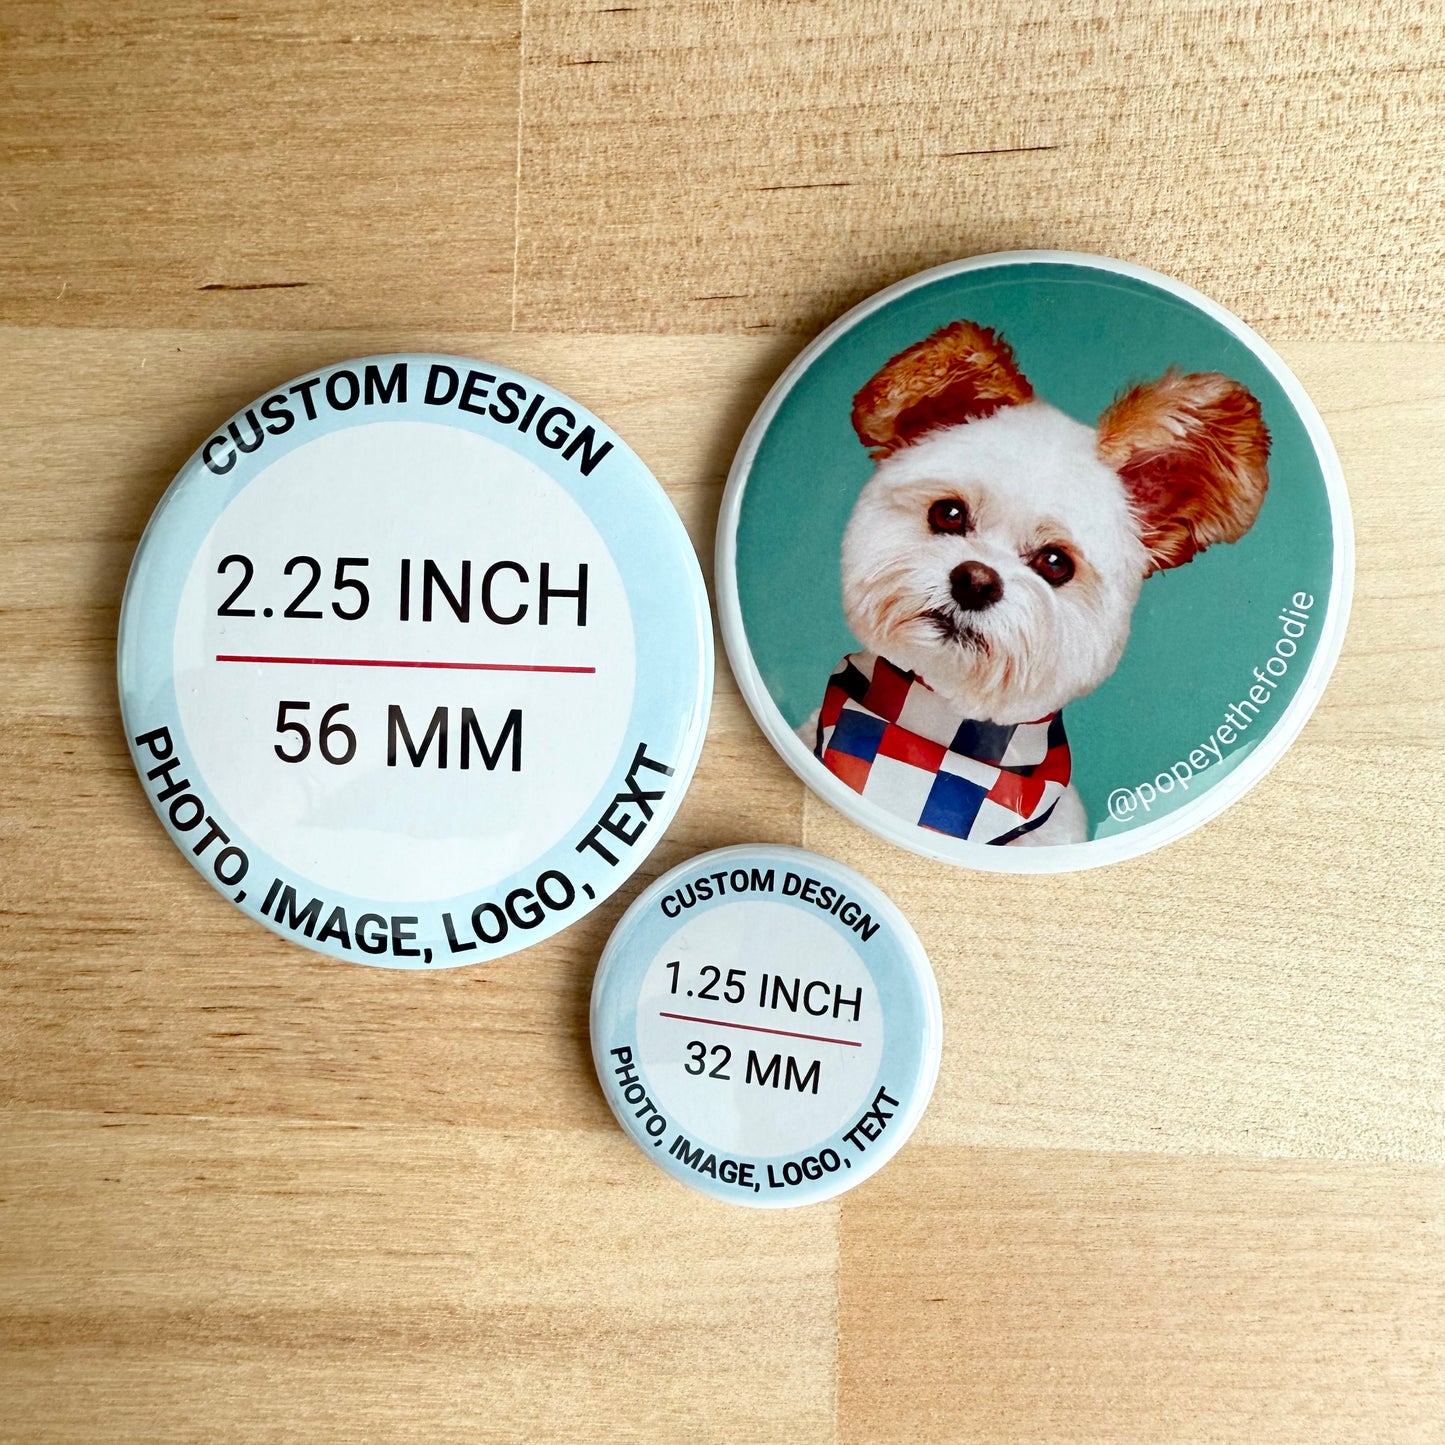 CUSTOM DESIGN
2.25 INCH
56 MM
PHOTO, IMAGE, LOGO, TEXT
@popeyethefoodie
CUSTOM DESIGN
1.25 INCH
32 MM
PHOTO, IMAGE, LOGO, TEXT